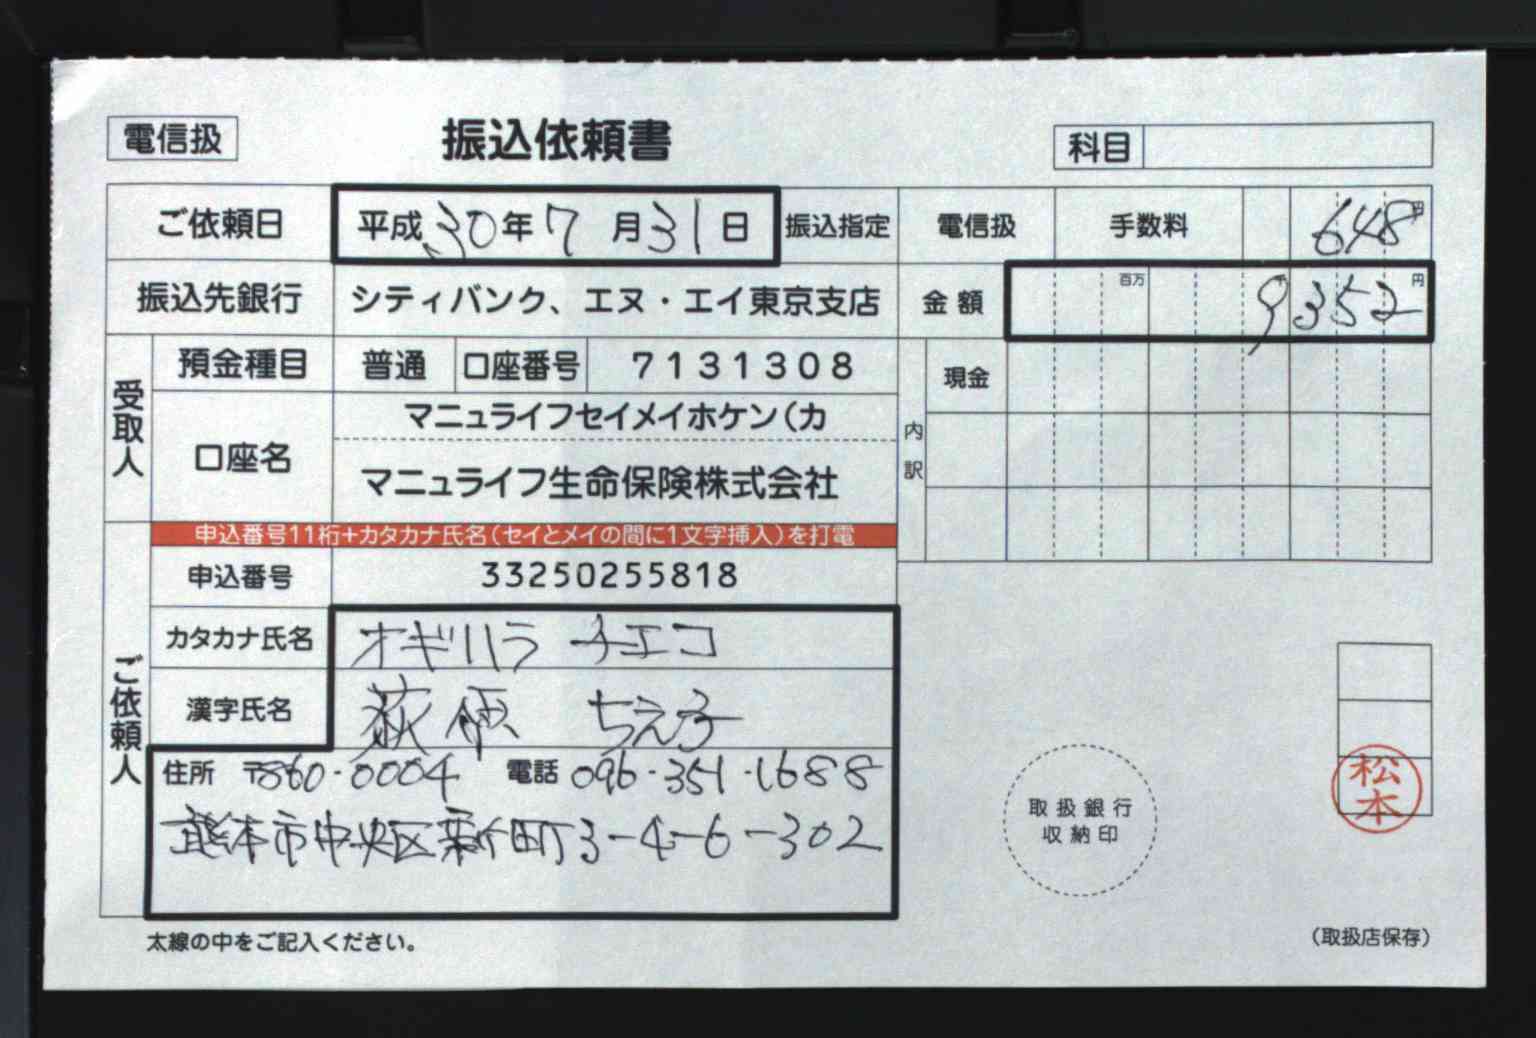 電信扱 振込依頼書 科目
ご依頼日 平成30年7月31日 振込指定 電信扱 手数料 648円
振込先銀行 シティバンク、エヌ・エイ東京支店 金額 百万 千 円 9352
受取人 預金種目 普通 口座番号 7131308 内訳 現金
口座名 マニュライフセイメイホケン(カ
マニュライフ生命保険株式会社
申込番号11桁+カタカナ氏名(セイとメイの間に1文字挿入)を打電
ご依頼人 申込番号 33250255818
カタカナ氏名 オギハラ チエコ
漢字氏名 荻原 ちえ子
住所 〒860-0004 電話 096-351-1688
熊本市中央区新町3-4-6-302
取扱銀行
収納印
松本
太線の中をご記入ください。 (取扱店保存)